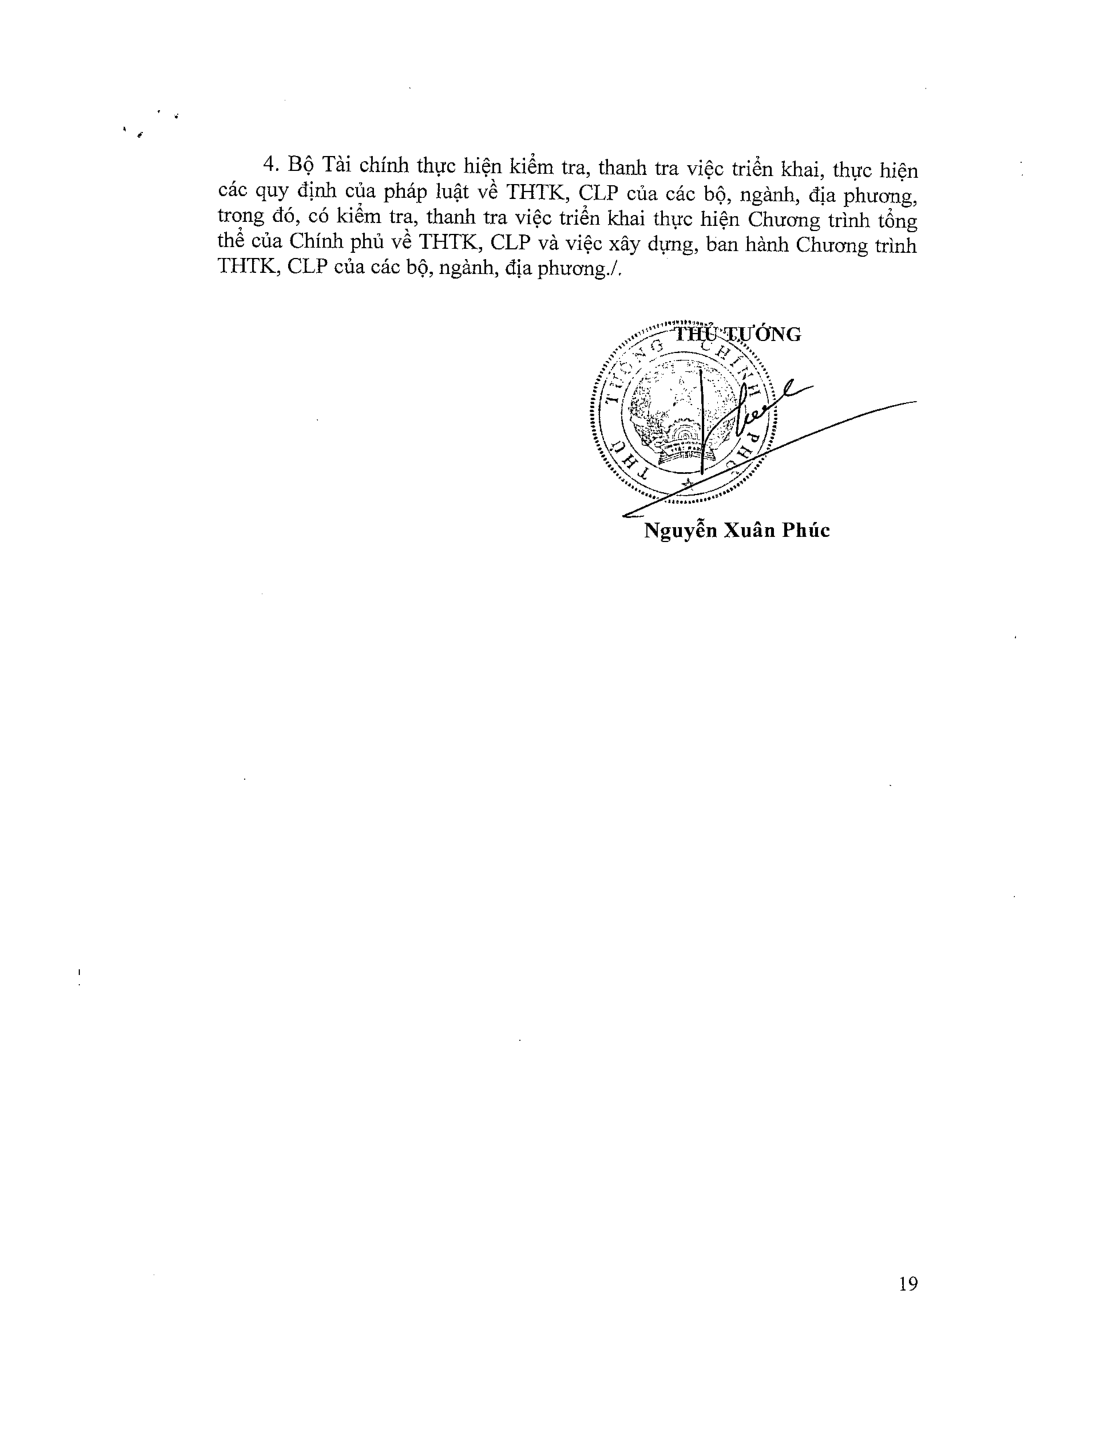 4. Bộ Tài chính thực hiện kiểm tra, thanh tra việc triển khai, thực hiện
các quy định của pháp luật về THTK, CLP của các bộ, ngành, địa phương,
trong đó, có kiểm tra, thanh tra việc triển khai thực hiện Chương trình tổng
thể của Chính phủ về THTK, CLP và việc xây dựng, ban hành Chương trình
THTK, CLP của các bộ, ngành, địa phương./.
THỦ TƯỚNG
THỦ TƯỚNG CHÍNH PHỦ
Nguyễn Xuân Phúc
19